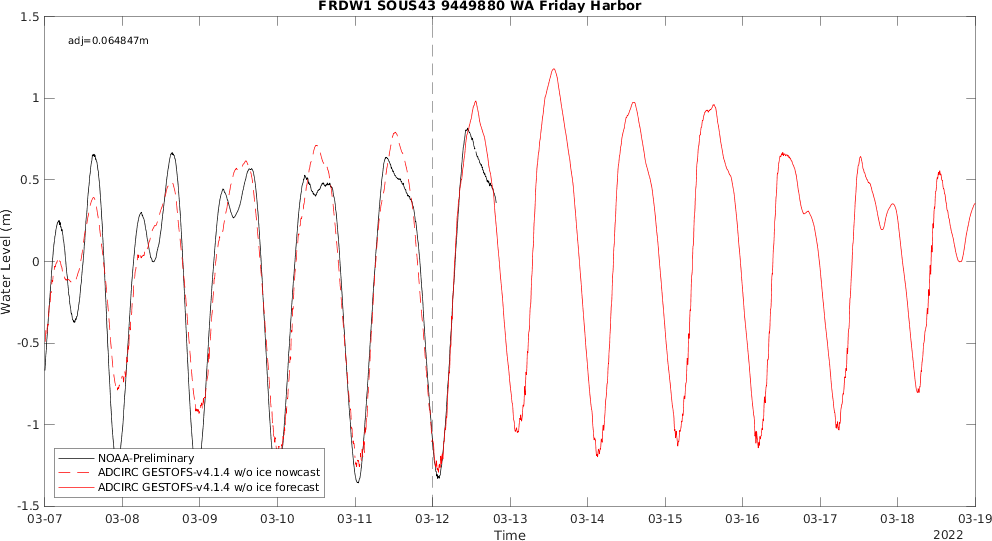 FRDW1 SOUS43 9449880 WA Friday Harbor
adj=0.064847m
1.5
1
0.5
0
-0.5
-1
-1.5
Water Level (m)
NOAA-Preliminary
ADCIRC GESTOFS-v4.1.4 w/o ice nowcast
ADCIRC GESTOFS-v4.1.4 w/o ice forecast
03-07 03-08 03-09 03-10 03-11 03-12 03-13 03-14 03-15 03-16 03-17 03-18 03-19
Time
2022